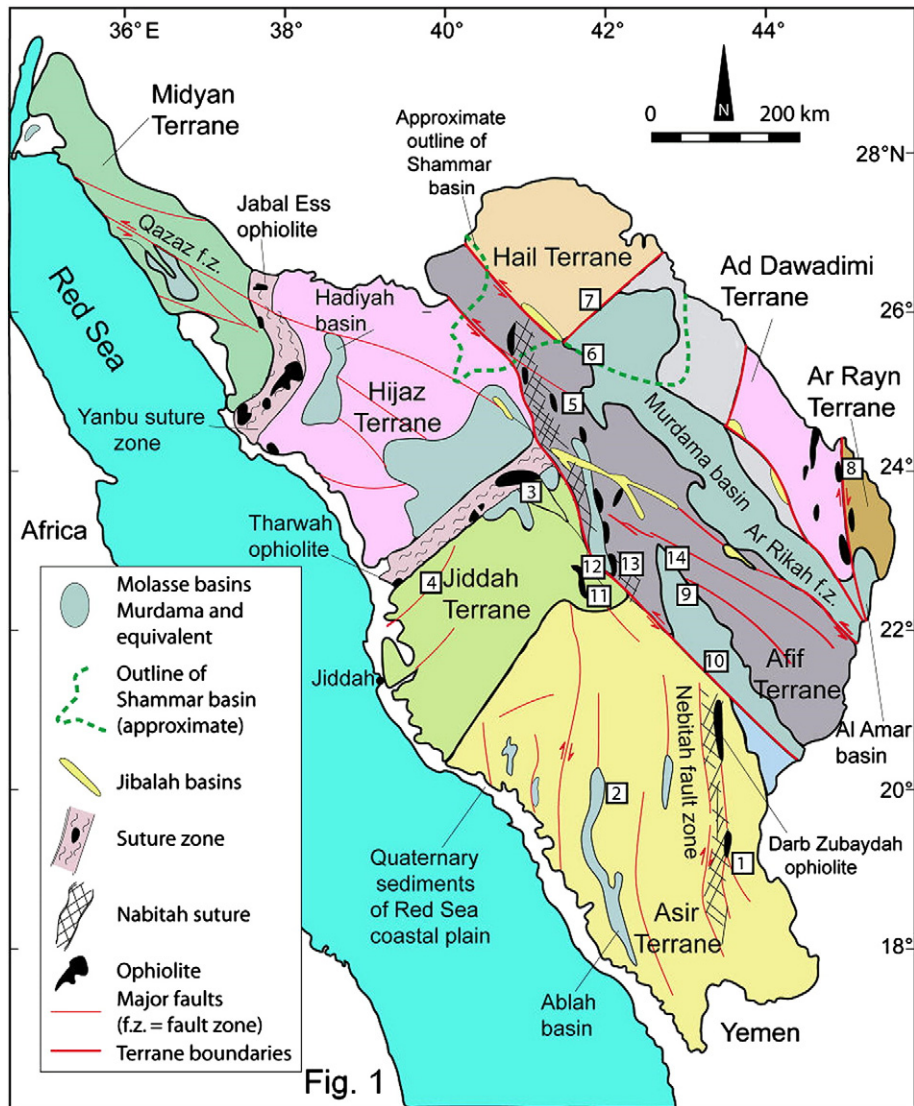 36° E
40°
42°
44°
Midyan
Terrane
Approximate
outline of
Shammar
basin
0 200 km
N
28°N
Jabal Ess
ophiolite
Qazaz f.z.
Hail Terrane
Ad Dawadimi
Terrane
Red Sea
Hadiyah
basin
7
26°
6
Ar Rayn
Terrane
Hijaz
Terrane
5
Murdama basin
Yanbu suture
zone
8
24°
3
Africa
Tharwah
ophiolite
Ar Rikah f.z.
4
Jiddah
Terrane
12
13
14
11
9
22°
Jiddah
10
Afif
Terrane
Al Amar
basin
Nebitah fault zone
20°
2
Darb Zubaydah
ophiolite
Quaternary
sediments
of Red Sea
coastal plain
1
Asir
Terrane
18°
Ablah
basin
Yemen
Molasse basins
Murdama and
equivalent
Outline of
Shammar basin
(approximate)
Jibalah basins
Suture zone
Nabitah suture
Ophiolite
Major faults
(f.z. = fault zone)
Terrane boundaries
Fig. 1